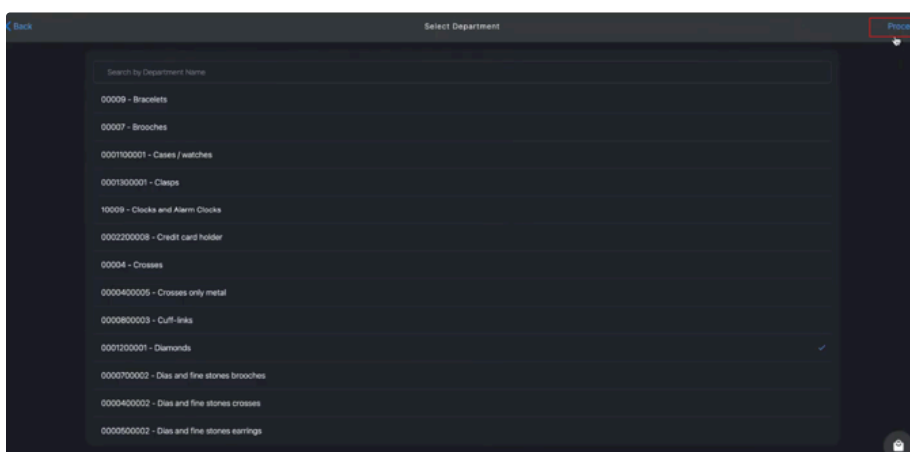 Back
Select Department
Proce
Search by Department Name
00009 - Bracelets
00007 - Brooches
0001100001 - Cases / watches
0001300001 - Clasps
10009 - Clocks and Alarm Clocks
0002200008 - Credit card holder
00004 - Crosses
0000400005 - Crosses only metal
0000800003 - Cuff-links
0001200001 - Diamonds
0000700002 - Dias and fine stones brooches
0000400002 - Dias and fine stones crosses
0000500002 - Dias and fine stones earrings